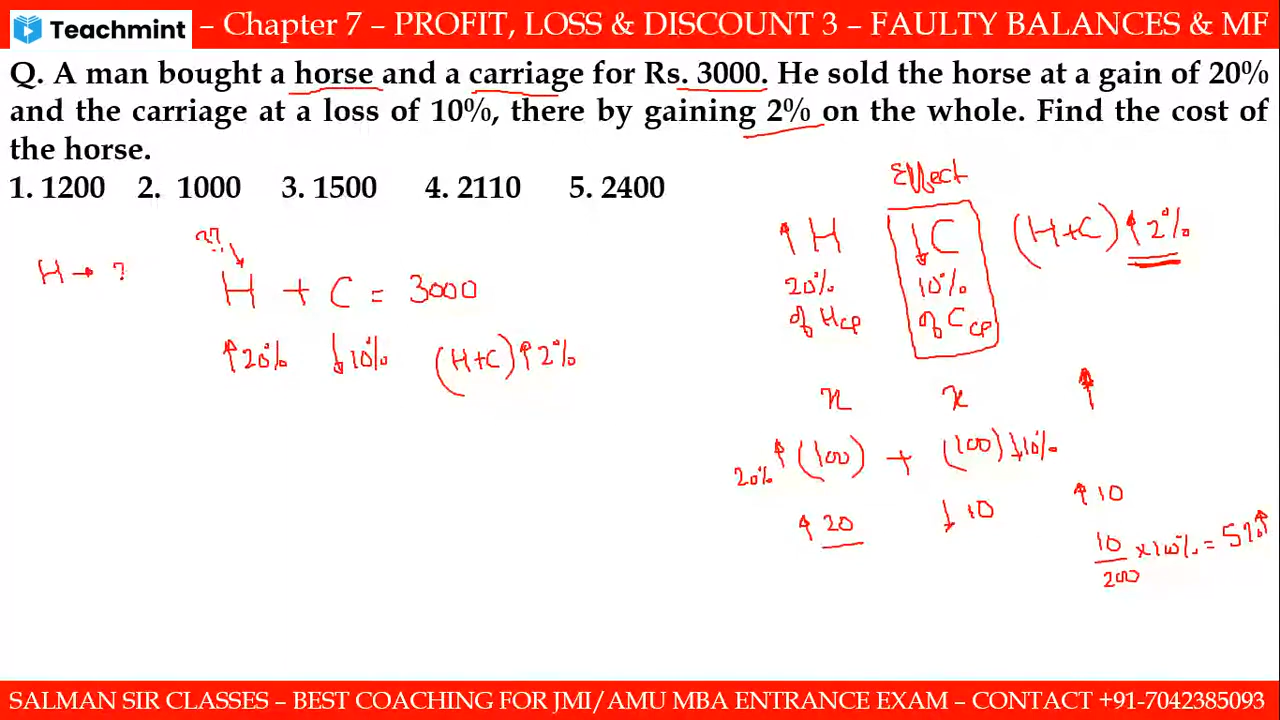 Teachmint – Chapter 7 – PROFIT, LOSS & DISCOUNT 3 – FAULTY BALANCES & MF
Q. A man bought a horse and a carriage for Rs. 3000. He sold the horse at a gain of 20%
and the carriage at a loss of 10%, there by gaining 2% on the whole. Find the cost of
the horse.
1. 1200 2. 1000 3. 1500 4. 2110 5. 2400
Effect
↑ H ↓ C (H+C) ↑ 2%
20% 10%
of H CP of C CP
??
H → ?
H + C = 3000
↑ 20% ↓ 10% (H+C) ↑ 2%
x x ↑
20% ↑ (100) + (100) ↓ 10%
↑ 20 ↓ 10 ↑ 10
10/200 × 100% = 5% ↑
SALMAN SIR CLASSES – BEST COACHING FOR JMI/AMU MBA ENTRANCE EXAM – CONTACT +91-7042385093